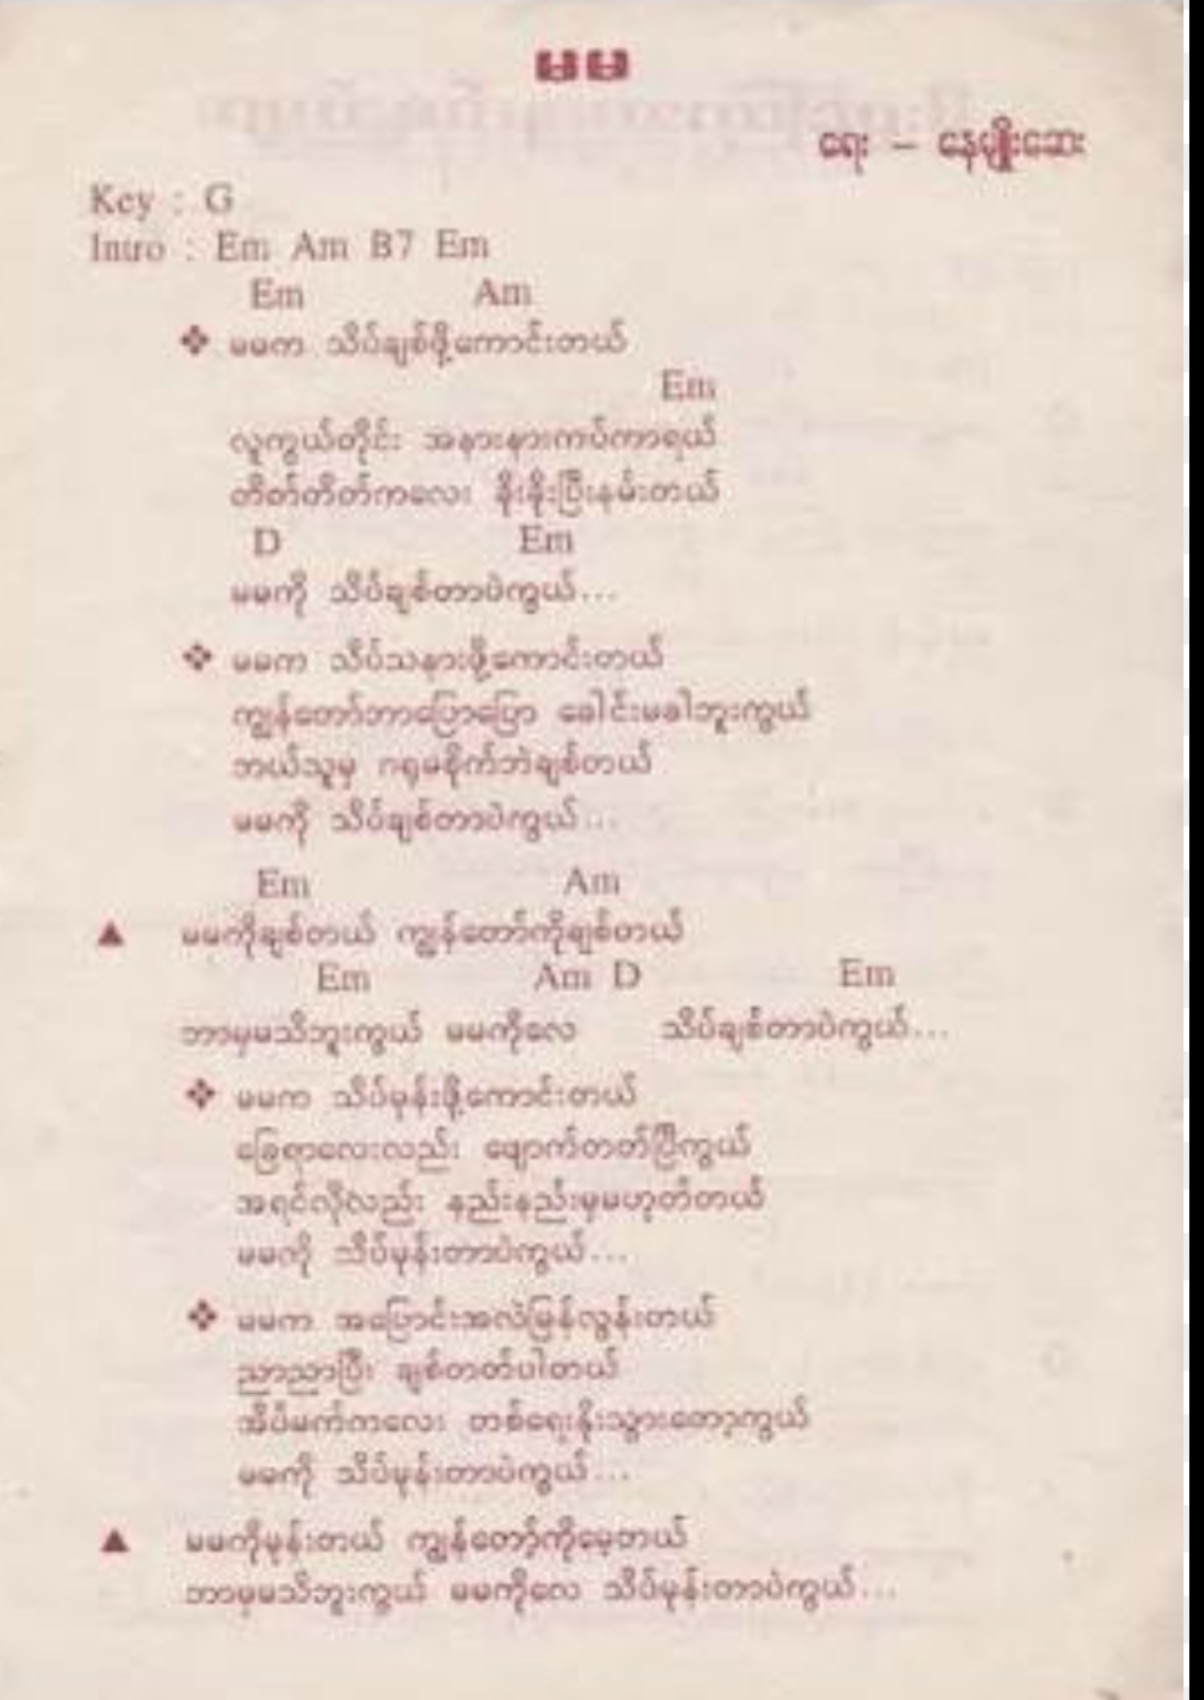 မမ
ရေး – နေမျိုးဆေး
Key : G
Intro : Em Am B7 Em
Em Am
❖ မမက သိပ်ချစ်ဖို့ကောင်းတယ်
Em
လူကွယ်တိုင်း အနားနားကပ်ကာရယ်
တိတ်တိတ်ကလေး ခိုးခိုးပြီးနမ်းတယ်
D Em
မမကို သိပ်ချစ်တာပဲကွယ်...
❖ မမက သိပ်သနားဖို့ကောင်းတယ်
ကျွန်တော်ဘာပြောပြော ခေါင်းမခါဘူးကွယ်
ဘယ်သူမှ ဂရုမစိုက်ဘဲချစ်တယ်
မမကို သိပ်ချစ်တာပဲကွယ်...
Em Am
▲ မမကိုချစ်တယ် ကျွန်တော်ကိုချစ်တယ်
Em Am D Em
ဘာမှမသိဘူးကွယ် မမကိုလေ သိပ်ချစ်တာပဲကွယ်...
❖ မမက သိပ်မုန်းဖို့ကောင်းတယ်
ခြေရာလေးလည်း ဖျောက်တတ်ပြီကွယ်
အရင်လိုလည်း နည်းနည်းမှမဟုတ်တယ်
မမကို သိပ်မုန်းတာပဲကွယ်...
❖ မမက အပြောင်းအလဲမြန်လွန်းတယ်
ညာညာပြီး ချစ်တတ်ပါတယ်
အိပ်မက်ကလေး တစ်ရေးနိုးသွားတော့ကွယ်
မမကို သိပ်မုန်းတာပဲကွယ်...
▲ မမကိုမုန်းတယ် ကျွန်တော့်ကိုမေ့တယ်
ဘာမှမသိဘူးကွယ် မမကိုလေ သိပ်မုန်းတာပဲကွယ်...